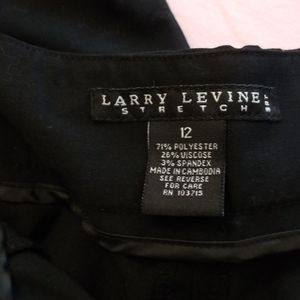 LARRY LEVINE
STRETCH
12
71% POLYESTER
26% VISCOSE
3% SPANDEX
MADE IN CAMBODIA
SEE REVERSE
FOR CARE
RN 103715